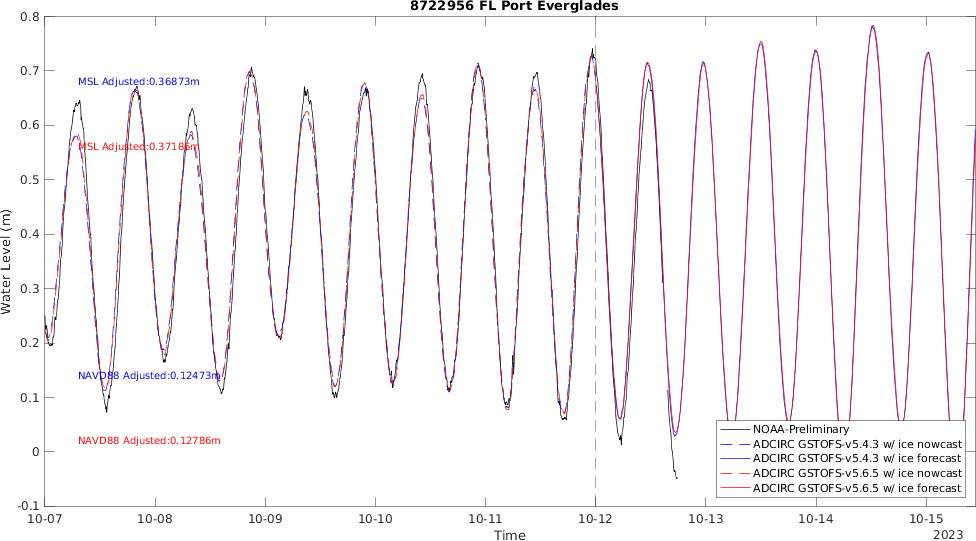 8722956 FL Port Everglades
0.8
0.7
0.6
0.5
0.4
0.3
0.2
0.1
0
-0.1
Water Level (m)
MSL Adjusted:0.36873m
MSL Adjusted:0.37186m
NAVD88 Adjusted:0.12473m
NAVD88 Adjusted:0.12786m
NOAA-Preliminary
ADCIRC GSTOFS-v5.4.3 w/ ice nowcast
ADCIRC GSTOFS-v5.4.3 w/ ice forecast
ADCIRC GSTOFS-v5.6.5 w/ ice nowcast
ADCIRC GSTOFS-v5.6.5 w/ ice forecast
10-07 10-08 10-09 10-10 10-11 10-12 10-13 10-14 10-15
Time
2023